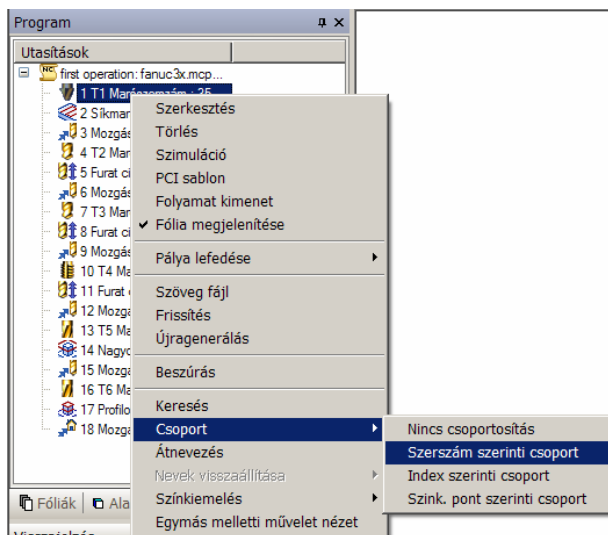 Program
Utasítások
first operation: fanuc3x.mcp...
1 T1 Marószerszám : 35
2 Síkmar
3 Mozgás
4 T2 Mar
5 Furat ci
6 Mozgás
7 T3 Mar
8 Furat ci
9 Mozgás
10 T4 Ma
11 Furat
12 Mozga
13 T5 Ma
14 Nagyo
15 Mozga
16 T6 Ma
17 Profilo
18 Mozga
Fóliák
Ala
Szerkesztés
Törlés
Szimuláció
PCI sablon
Folyamat kimenet
Fólia megjelenítése
Pálya lefedése
Szöveg fájl
Frissítés
Újragenerálás
Beszúrás
Keresés
Csoport
Átnevezés
Nevek visszaállítása
Színkiemelés
Egymás melletti művelet nézet
Nincs csoportosítás
Szerszám szerinti csoport
Index szerinti csoport
Szink. pont szerinti csoport